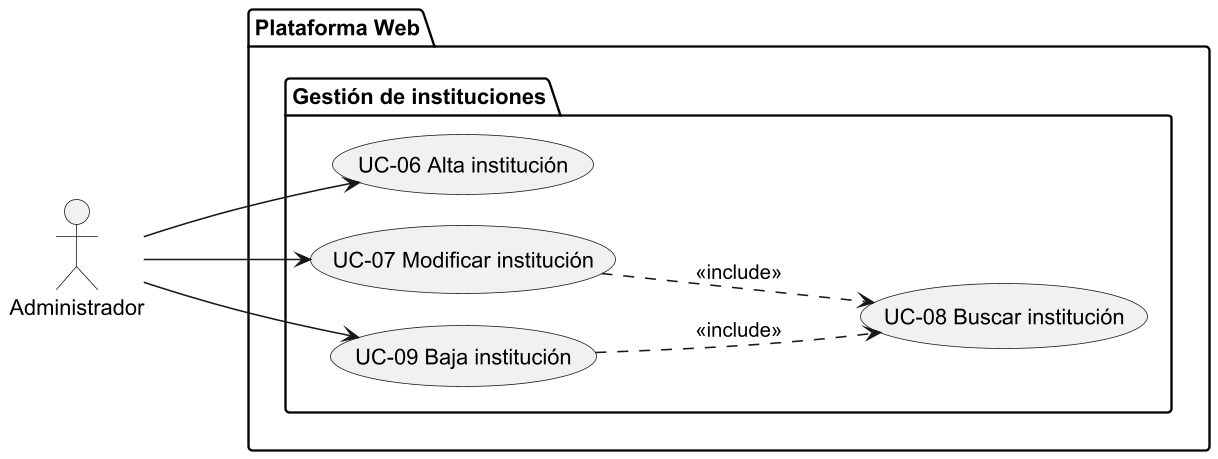 Plataforma Web
Gestión de instituciones
UC-06 Alta institución
UC-07 Modificar institución
«include»
UC-08 Buscar institución
«include»
UC-09 Baja institución
Administrador